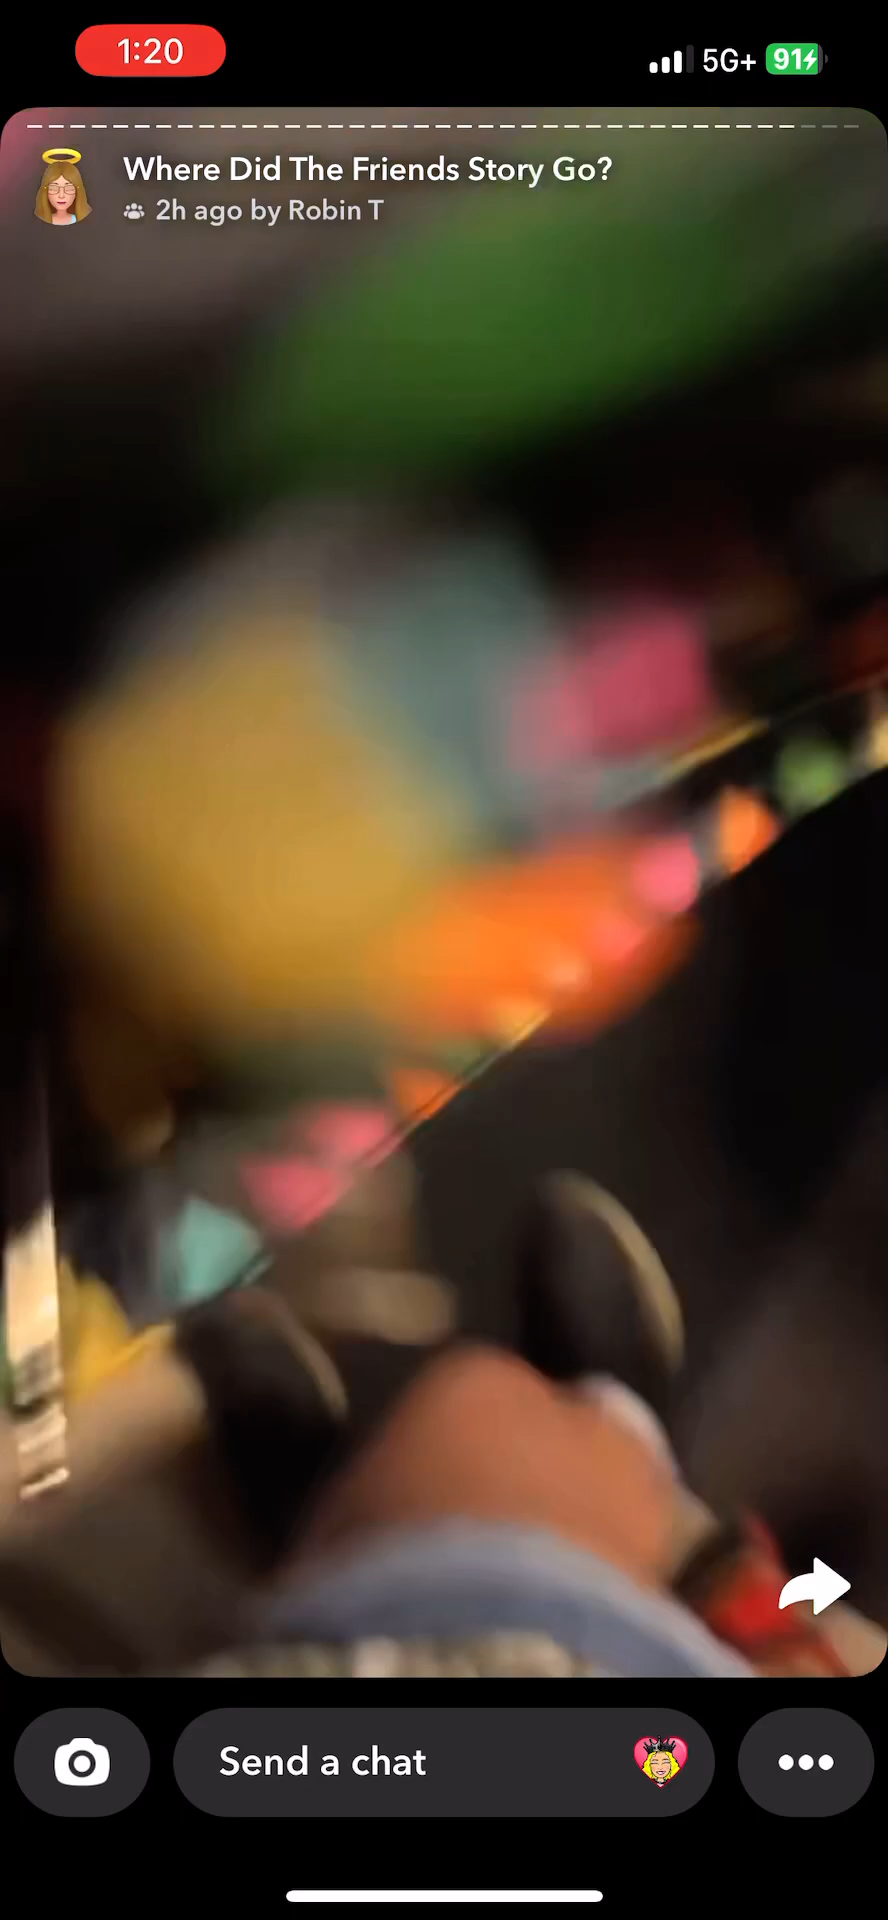 1:20
5G+
91
Where Did The Friends Story Go?
2h ago by Robin T
Send a chat